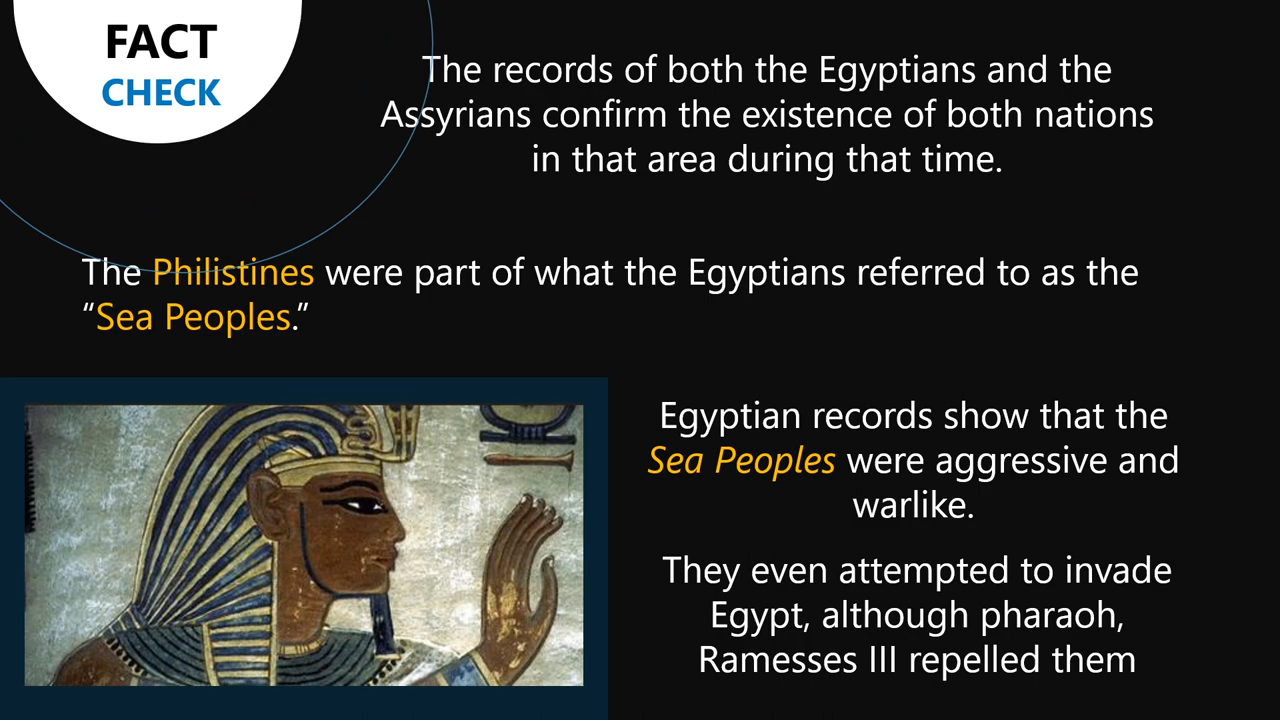 FACT
CHECK
The records of both the Egyptians and the
Assyrians confirm the existence of both nations
in that area during that time.
The Philistines were part of what the Egyptians referred to as the
“Sea Peoples.”
Egyptian records show that the
Sea Peoples were aggressive and
warlike.
They even attempted to invade
Egypt, although pharaoh,
Ramesses III repelled them